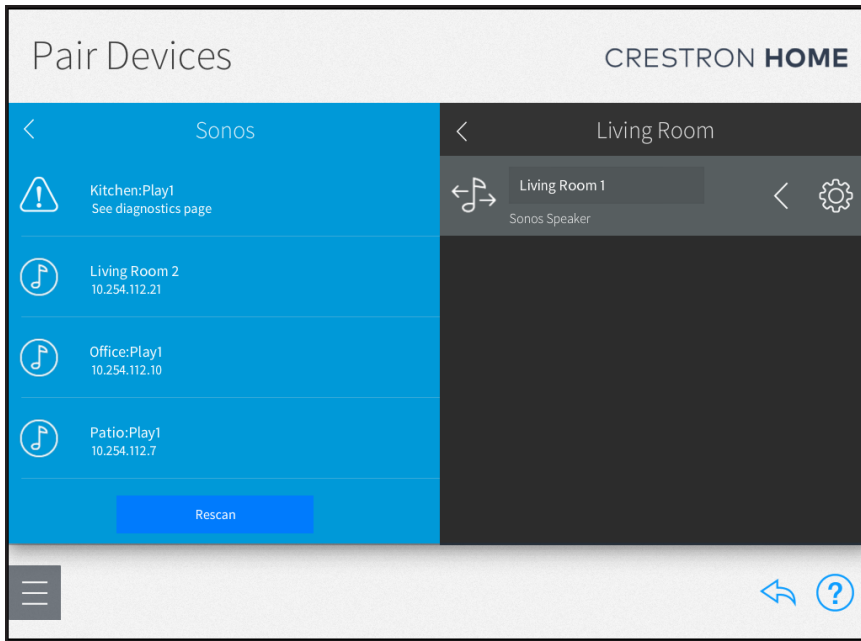 Pair Devices
CRESTRON HOME
Sonos
Kitchen:Play1
See diagnostics page
Living Room 2
10.254.112.21
Office:Play1
10.254.112.10
Patio:Play1
10.254.112.7
Rescan
Living Room
Living Room 1
Sonos Speaker
?